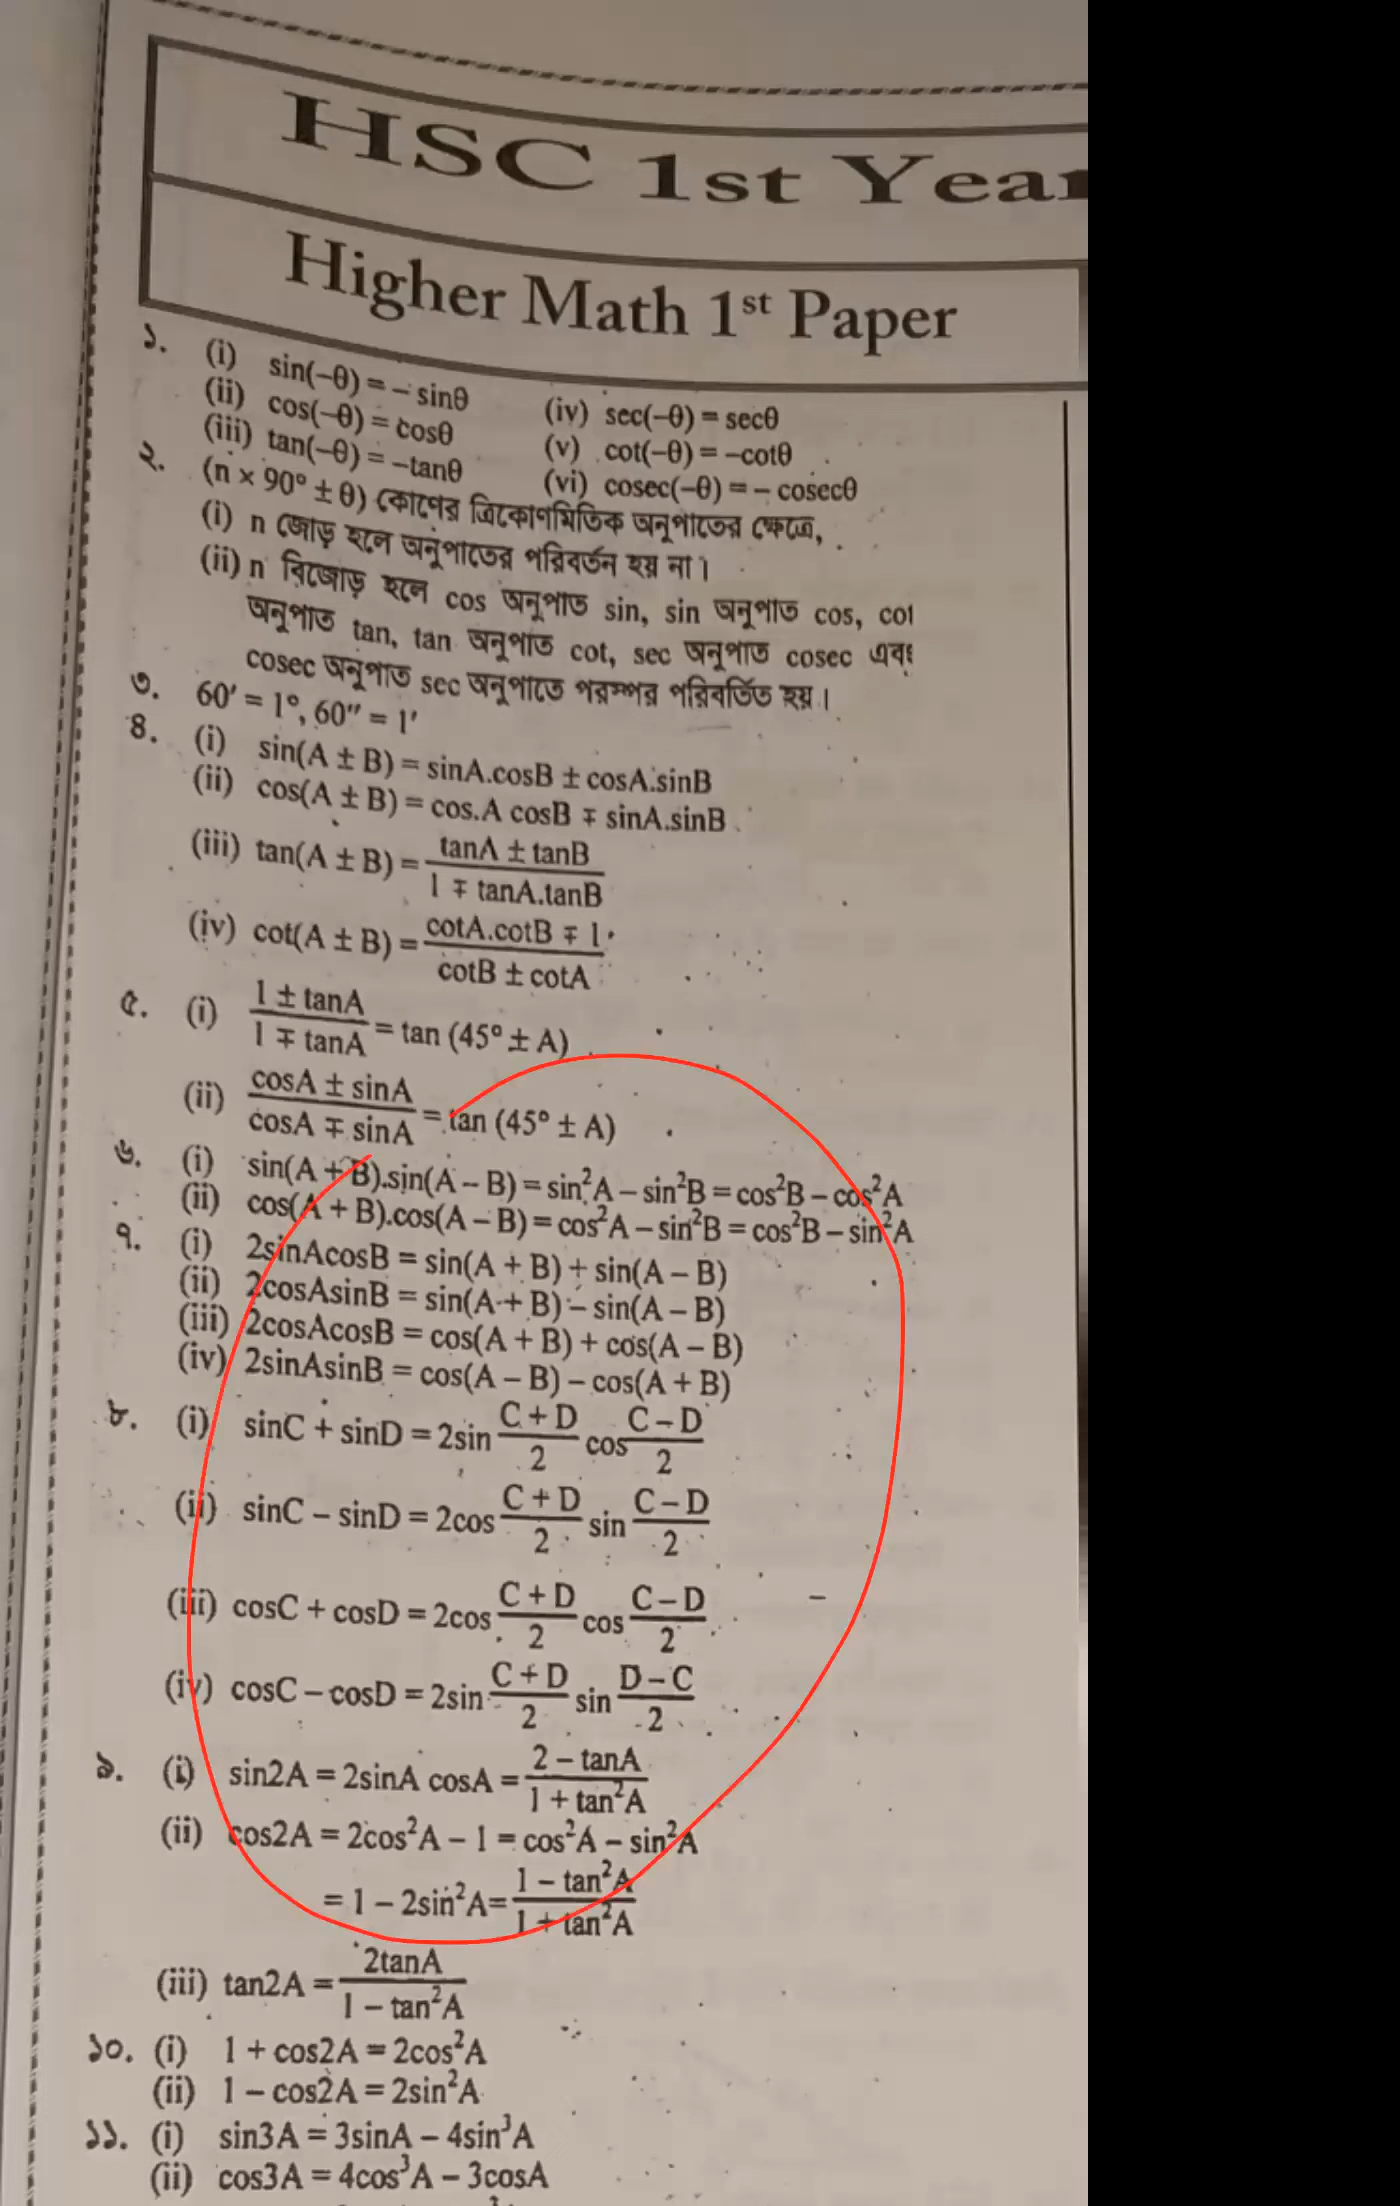 HSC 1st Year
Higher Math 1st Paper
১. (i) sin(−θ) = − sinθ
(ii) cos(−θ) = cosθ
(iii) tan(−θ) = −tanθ
(iv) sec(−θ) = secθ
(v) cot(−θ) = −cotθ
(vi) cosec(−θ) = − cosecθ
২. (n × 90° ± θ) কোণের ত্রিকোণমিতিক অনুপাতের ক্ষেত্রে,
(i) n জোড় হলে অনুপাতের পরিবর্তন হয় না।
(ii) n বিজোড় হলে cos অনুপাত sin, sin অনুপাত cos, cot
অনুপাত tan, tan অনুপাত cot, sec অনুপাত cosec এবং
cosec অনুপাত sec অনুপাতে পরস্পর পরিবর্তিত হয়।
৩. 60′ = 1°, 60″ = 1′
৪. (i) sin(A ± B) = sinA.cosB ± cosA.sinB
(ii) cos(A ± B) = cos.A cosB ∓ sinA.sinB
(iii) tan(A ± B) = (tanA ± tanB)/(1 ∓ tanA.tanB)
(iv) cot(A ± B) = (cotA.cotB ∓ 1)/(cotB ± cotA)
৫. (i) (1 ± tanA)/(1 ∓ tanA) = tan (45° ± A)
(ii) (cosA ± sinA)/(cosA ∓ sinA) = tan (45° ± A)
৬. (i) sin(A + B).sin(A − B) = sin²A − sin²B = cos²B − cos²A
(ii) cos(A + B).cos(A − B) = cos²A − sin²B = cos²B − sin²A
৭. (i) 2sinAcosB = sin(A + B) + sin(A − B)
(ii) 2cosAsinB = sin(A + B) − sin(A − B)
(iii) 2cosAcosB = cos(A + B) + cos(A − B)
(iv) 2sinAsinB = cos(A − B) − cos(A + B)
৮. (i) sinC + sinD = 2sin (C + D)/2 cos (C − D)/2
(ii) sinC − sinD = 2cos (C + D)/2 sin (C − D)/2
(iii) cosC + cosD = 2cos (C + D)/2 cos (C − D)/2
(iv) cosC − cosD = 2sin (C + D)/2 sin (D − C)/2
৯. (i) sin2A = 2sinA cosA = (2 − tanA)/(1 + tan²A)
(ii) cos2A = 2cos²A − 1 = cos²A − sin²A
= 1 − 2sin²A = (1 − tan²A)/(1 + tan²A)
(iii) tan2A = 2tanA/(1 − tan²A)
১০. (i) 1 + cos2A = 2cos²A
(ii) 1 − cos2A = 2sin²A
১১. (i) sin3A = 3sinA − 4sin³A
(ii) cos3A = 4cos³A − 3cosA